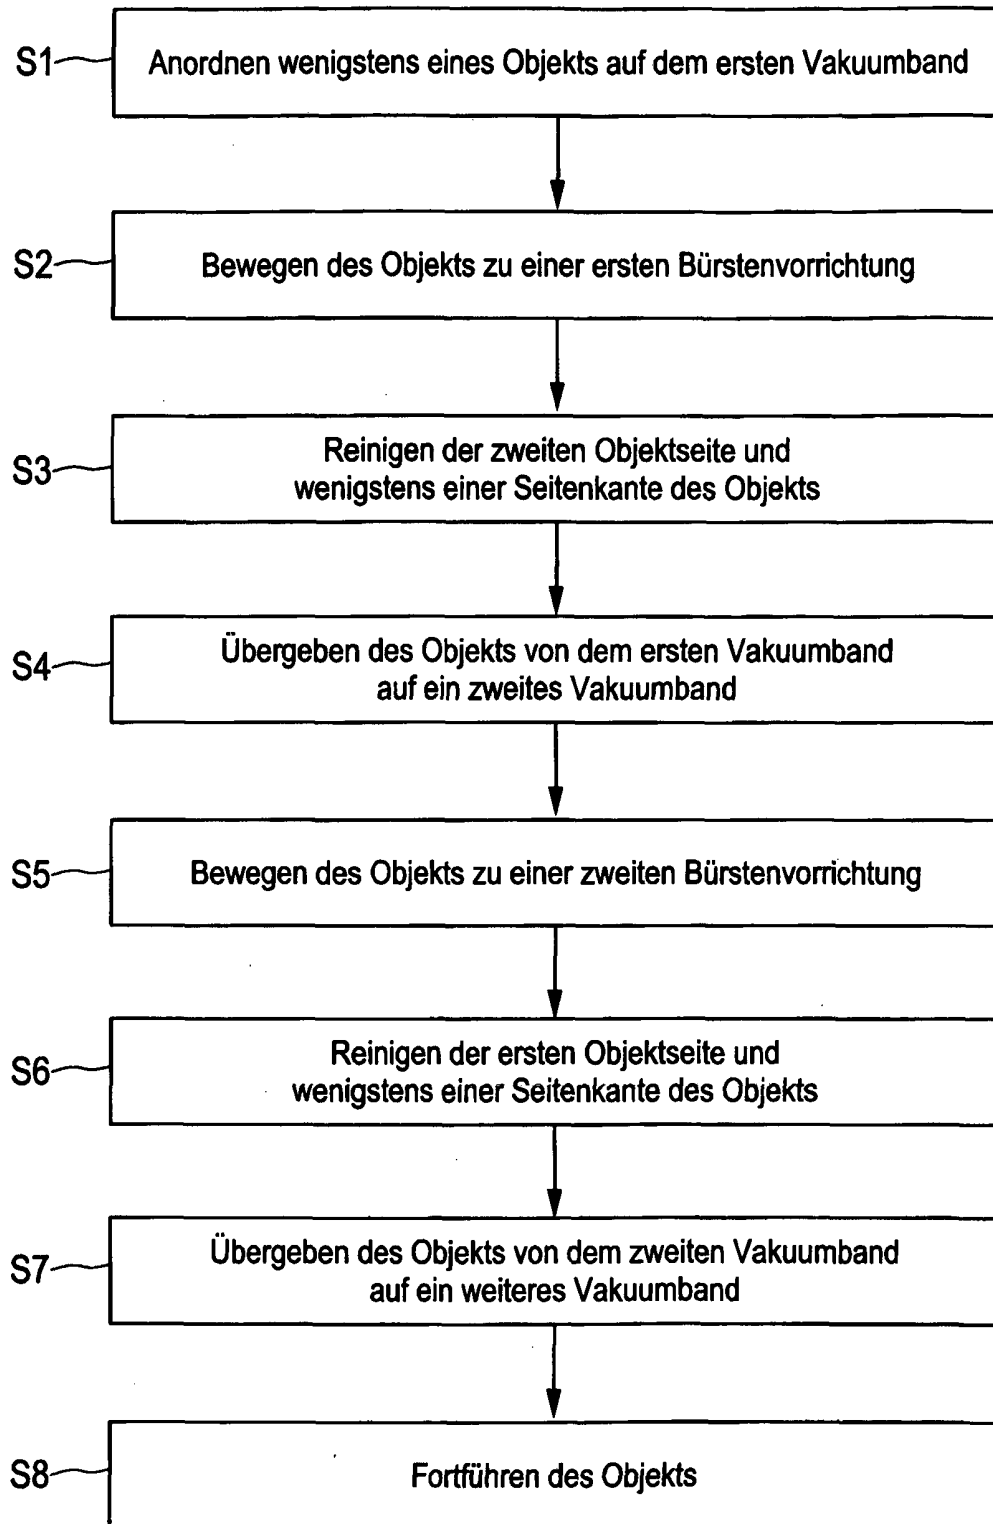 S1
Anordnen wenigstens eines Objekts auf dem ersten Vakuumband
S2
Bewegen des Objekts zu einer ersten Bürstenvorrichtung
S3
Reinigen der zweiten Objektseite und
wenigstens einer Seitenkante des Objekts
S4
Übergeben des Objekts von dem ersten Vakuumband
auf ein zweites Vakuumband
S5
Bewegen des Objekts zu einer zweiten Bürstenvorrichtung
S6
Reinigen der ersten Objektseite und
wenigstens einer Seitenkante des Objekts
S7
Übergeben des Objekts von dem zweiten Vakuumband
auf ein weiteres Vakuumband
S8
Fortführen des Objekts